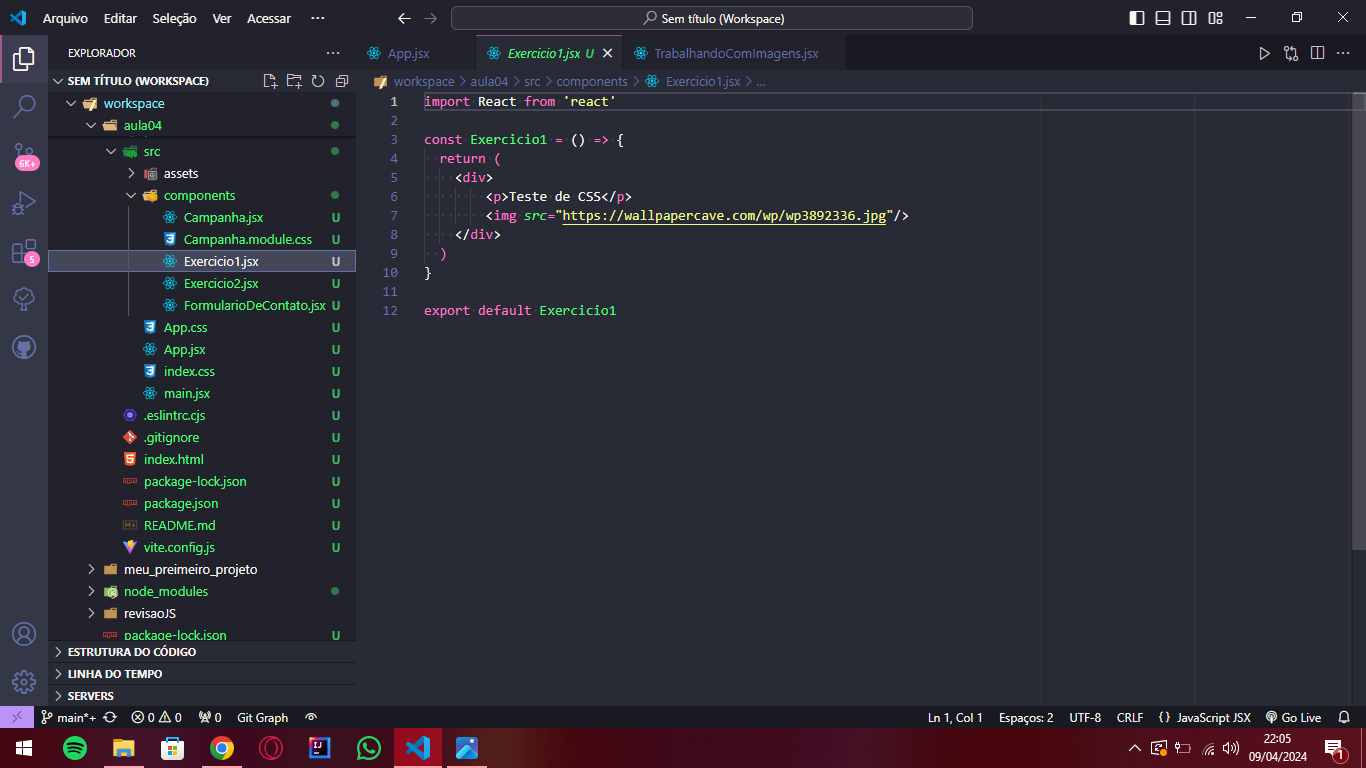 Arquivo Editar Seleção Ver Acessar ···
Sem título (Workspace)
EXPLORADOR ···
SEM TÍTULO (WORKSPACE)
workspace
aula04
src
assets
components
Campanha.jsx U
Campanha.module.css U
Exercicio1.jsx U
Exercicio2.jsx U
FormularioDeContato.jsx U
App.css U
App.jsx U
index.css U
main.jsx U
.eslintrc.cjs U
.gitignore U
index.html U
package-lock.json U
package.json U
README.md U
vite.config.js U
meu_preimeiro_projeto
node_modules
revisaoJS
package-lock.json U
ESTRUTURA DO CÓDIGO
LINHA DO TEMPO
SERVERS
6K+
5
App.jsx Exercicio1.jsx U TrabalhandoComImagens.jsx
workspace > aula04 > src > components > Exercicio1.jsx > ...
1 import React from 'react'
2
3 const Exercicio1 = () => {
4 return (
5 <div>
6 <p>Teste de CSS</p>
7 <img src="https://wallpapercave.com/wp/wp3892336.jpg"/>
8 </div>
9 )
10 }
11
12 export default Exercicio1
main*+ 0 0 0 Git Graph Ln 1, Col 1 Espaços: 2 UTF-8 CRLF {} JavaScript JSX Go Live
22:05
09/04/2024
1